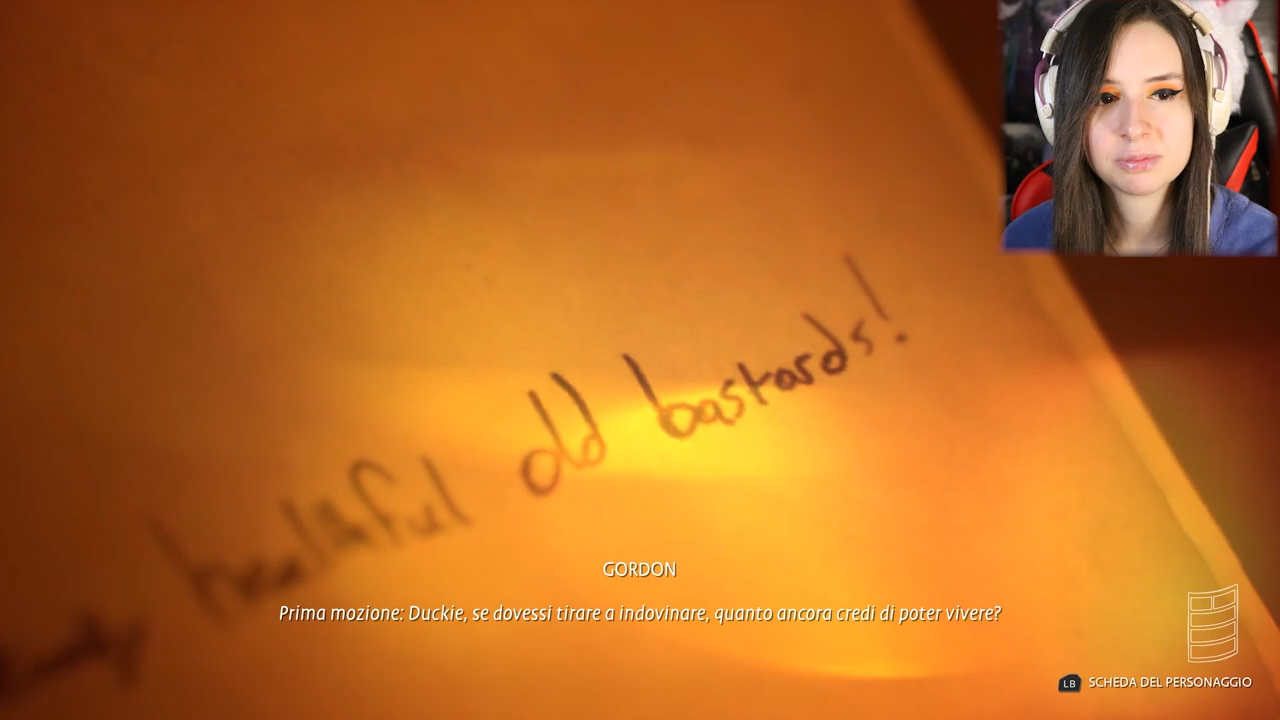 healthful old bastards!
GORDON
Prima mozione: Duckie, se dovessi tirare a indovinare, quanto ancora credi di poter vivere?
LB SCHEDA DEL PERSONAGGIO